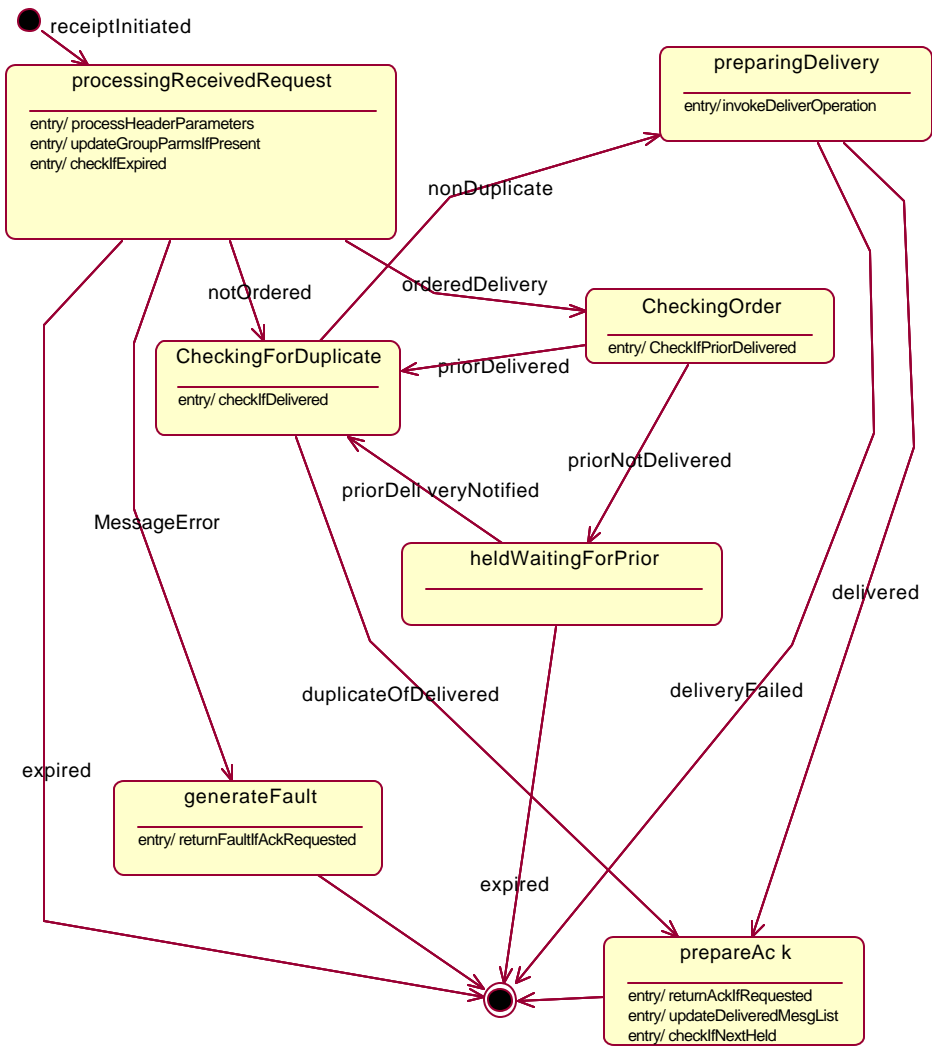 receiptInitiated
processingReceivedRequest
entry/ processHeaderParameters
entry/ updateGroupParmsIfPresent
entry/ checkIfExpired
preparingDelivery
entry/ invokeDeliverOperation
nonDuplicate
notOrdered
orderedDelivery
CheckingOrder
entry/ CheckIfPriorDelivered
CheckingForDuplicate
entry/ checkIfDelivered
priorDelivered
priorNotDelivered
priorDeliveryNotified
MessageError
heldWaitingForPrior
delivered
duplicateOfDelivered
deliveryFailed
expired
generateFault
entry/ returnFaultIfAckRequested
expired
prepareAc k
entry/ returnAckIfRequested
entry/ updateDeliveredMesgList
entry/ checkIfNextHeld